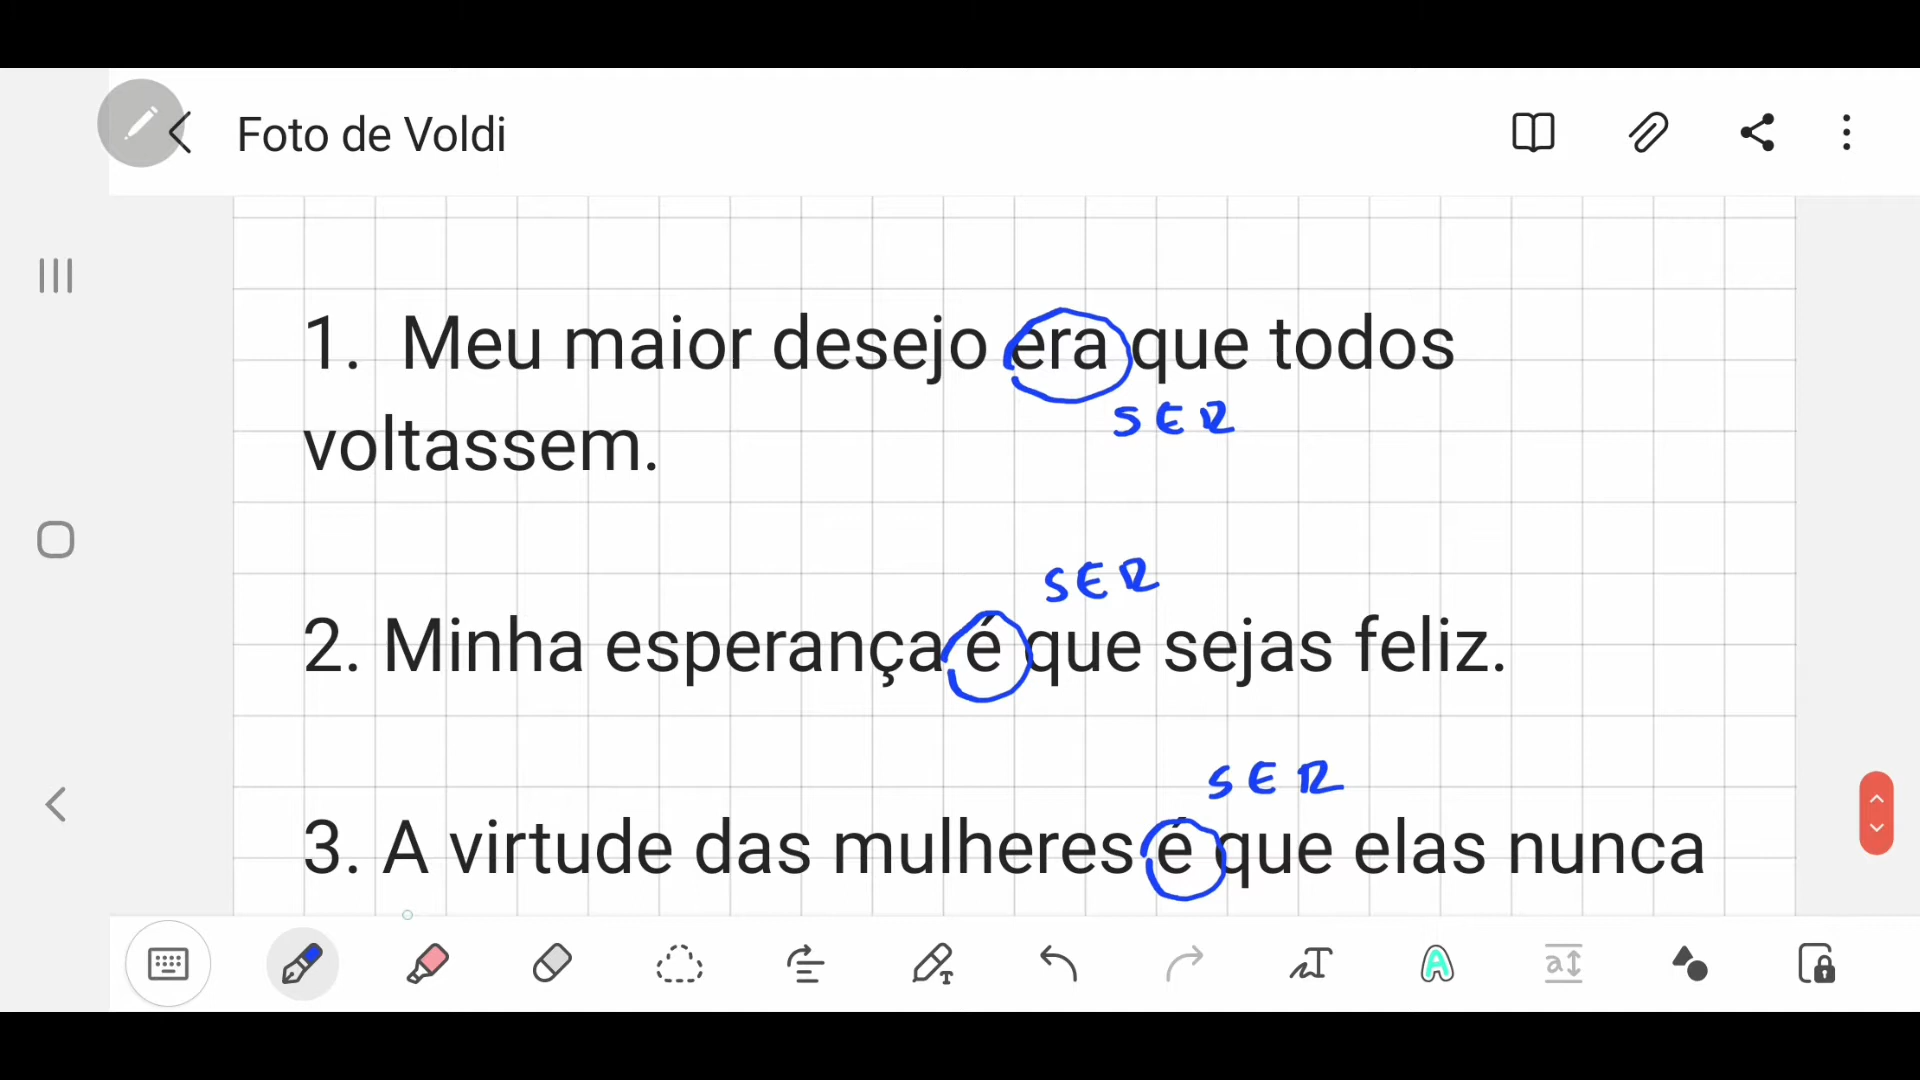 Foto de Voldi
1. Meu maior desejo era que todos
SER
voltassem.
SER
2. Minha esperança é que sejas feliz.
SER
3. A virtude das mulheres é que elas nunca